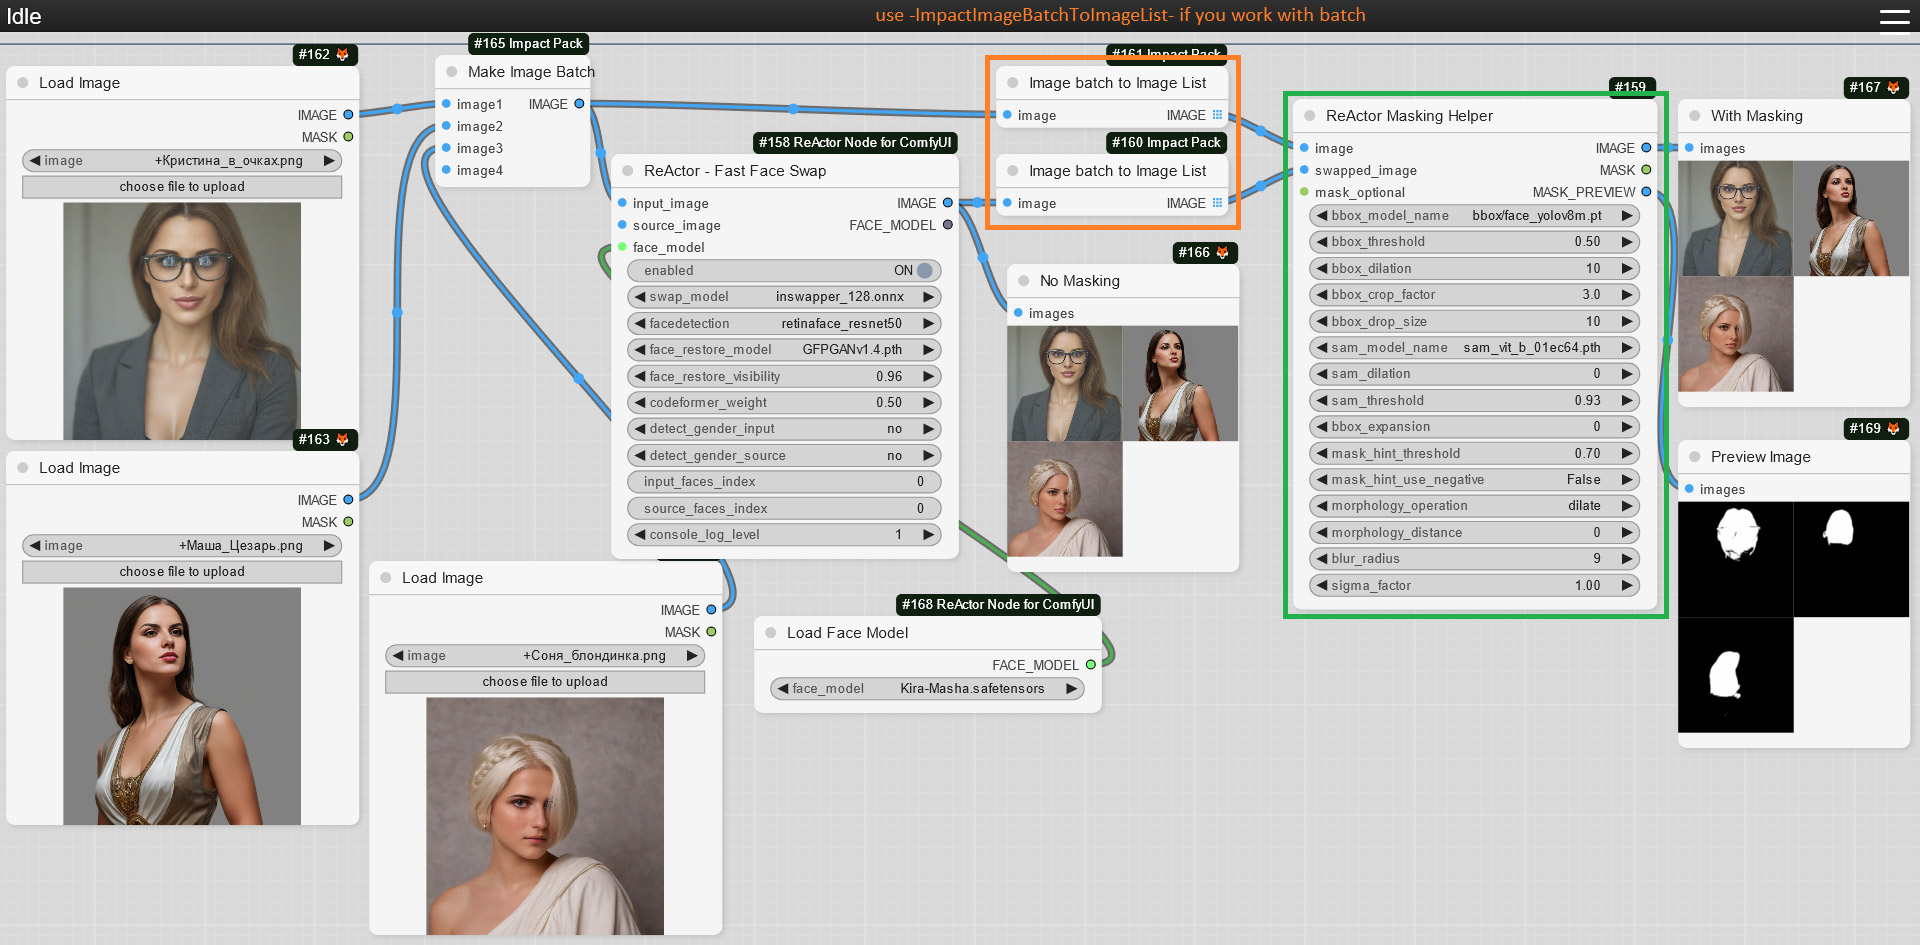 Idle
use -ImpactImageBatchToImageList- if you work with batch
#162
Load Image
IMAGE
MASK
image +Кристина_в_очках.png
choose file to upload
#163
Load Image
IMAGE
MASK
image +Маша_Цезарь.png
choose file to upload
Load Image
IMAGE
MASK
image +Соня_блондинка.png
choose file to upload
#165 Impact Pack
Make Image Batch
image1 IMAGE
image2
image3
image4
#158 ReActor Node for ComfyUI
ReActor - Fast Face Swap
input_image IMAGE
source_image FACE_MODEL
face_model
enabled ON
swap_model inswapper_128.onnx
facedetection retinaface_resnet50
face_restore_model GFPGANv1.4.pth
face_restore_visibility 0.96
codeformer_weight 0.50
detect_gender_input no
detect_gender_source no
input_faces_index 0
source_faces_index 0
console_log_level 1
#168 ReActor Node for ComfyUI
Load Face Model
FACE_MODEL
face_model Kira-Masha.safetensors
#161 Impact Pack
Image batch to Image List
image IMAGE
#160 Impact Pack
Image batch to Image List
image IMAGE
#166
No Masking
images
#159
ReActor Masking Helper
image IMAGE
swapped_image MASK
mask_optional MASK_PREVIEW
bbox_model_name bbox/face_yolov8m.pt
bbox_threshold 0.50
bbox_dilation 10
bbox_crop_factor 3.0
bbox_drop_size 10
sam_model_name sam_vit_b_01ec64.pth
sam_dilation 0
sam_threshold 0.93
bbox_expansion 0
mask_hint_threshold 0.70
mask_hint_use_negative False
morphology_operation dilate
morphology_distance 0
blur_radius 9
sigma_factor 1.00
#167
With Masking
images
#169
Preview Image
images